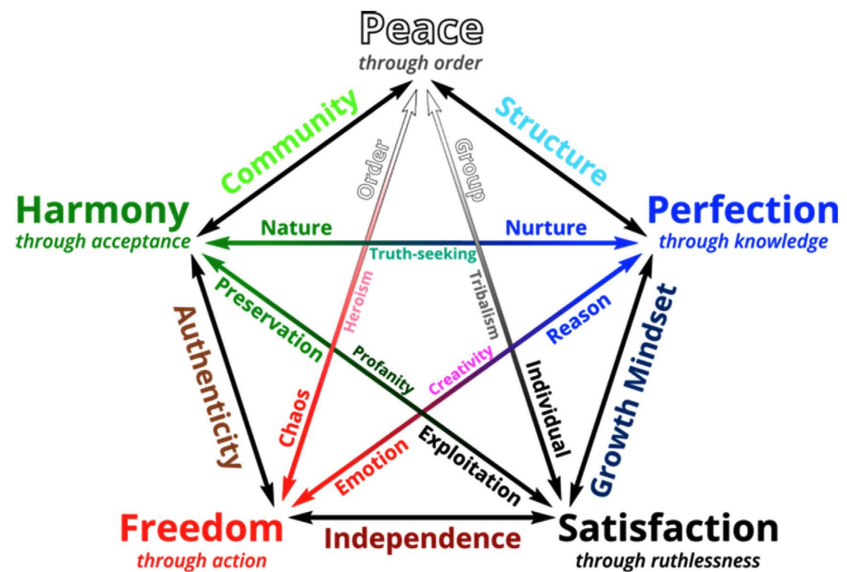 Peace
through order
Community
Structure
Order
Group
Harmony
through acceptance
Perfection
through knowledge
Nature
Nurture
Truth-seeking
Heroism
Tribalism
Preservation
Reason
Authenticity
Profanity
Creativity
Growth Mindset
Chaos
Individual
Emotion
Exploitation
Freedom
through action
Independence
Satisfaction
through ruthlessness